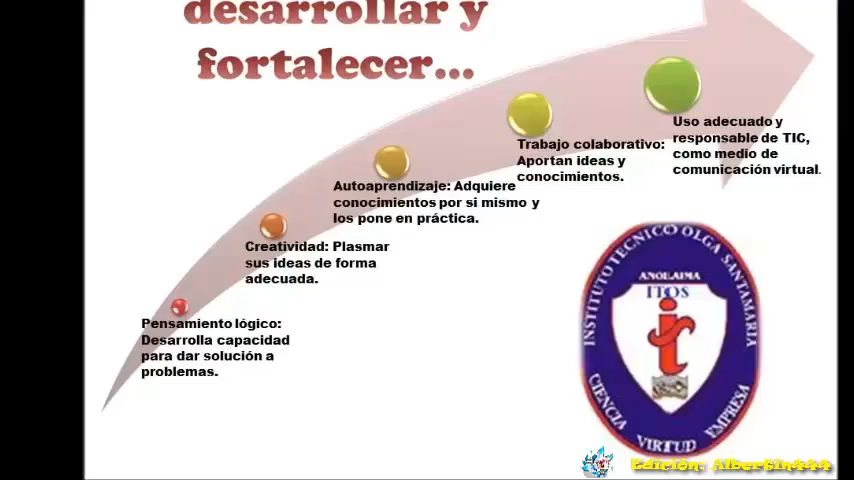 desarrollar y
fortalecer...
Uso adecuado y
responsable de TIC,
como medio de
comunicación virtual.
Trabajo colaborativo:
Aportan ideas y
conocimientos.
Autoaprendizaje: Adquiere
conocimientos por si mismo y
los pone en práctica.
Creatividad: Plasmar
sus ideas de forma
adecuada.
Pensamiento lógico:
Desarrolla capacidad
para dar solución a
problemas.
INSTITUTO TECNICO OLGA SANTAMARIA
ANOLAIMA
ITOS
CIENCIA VIRTUD EMPRESA
Edición: Albertin444